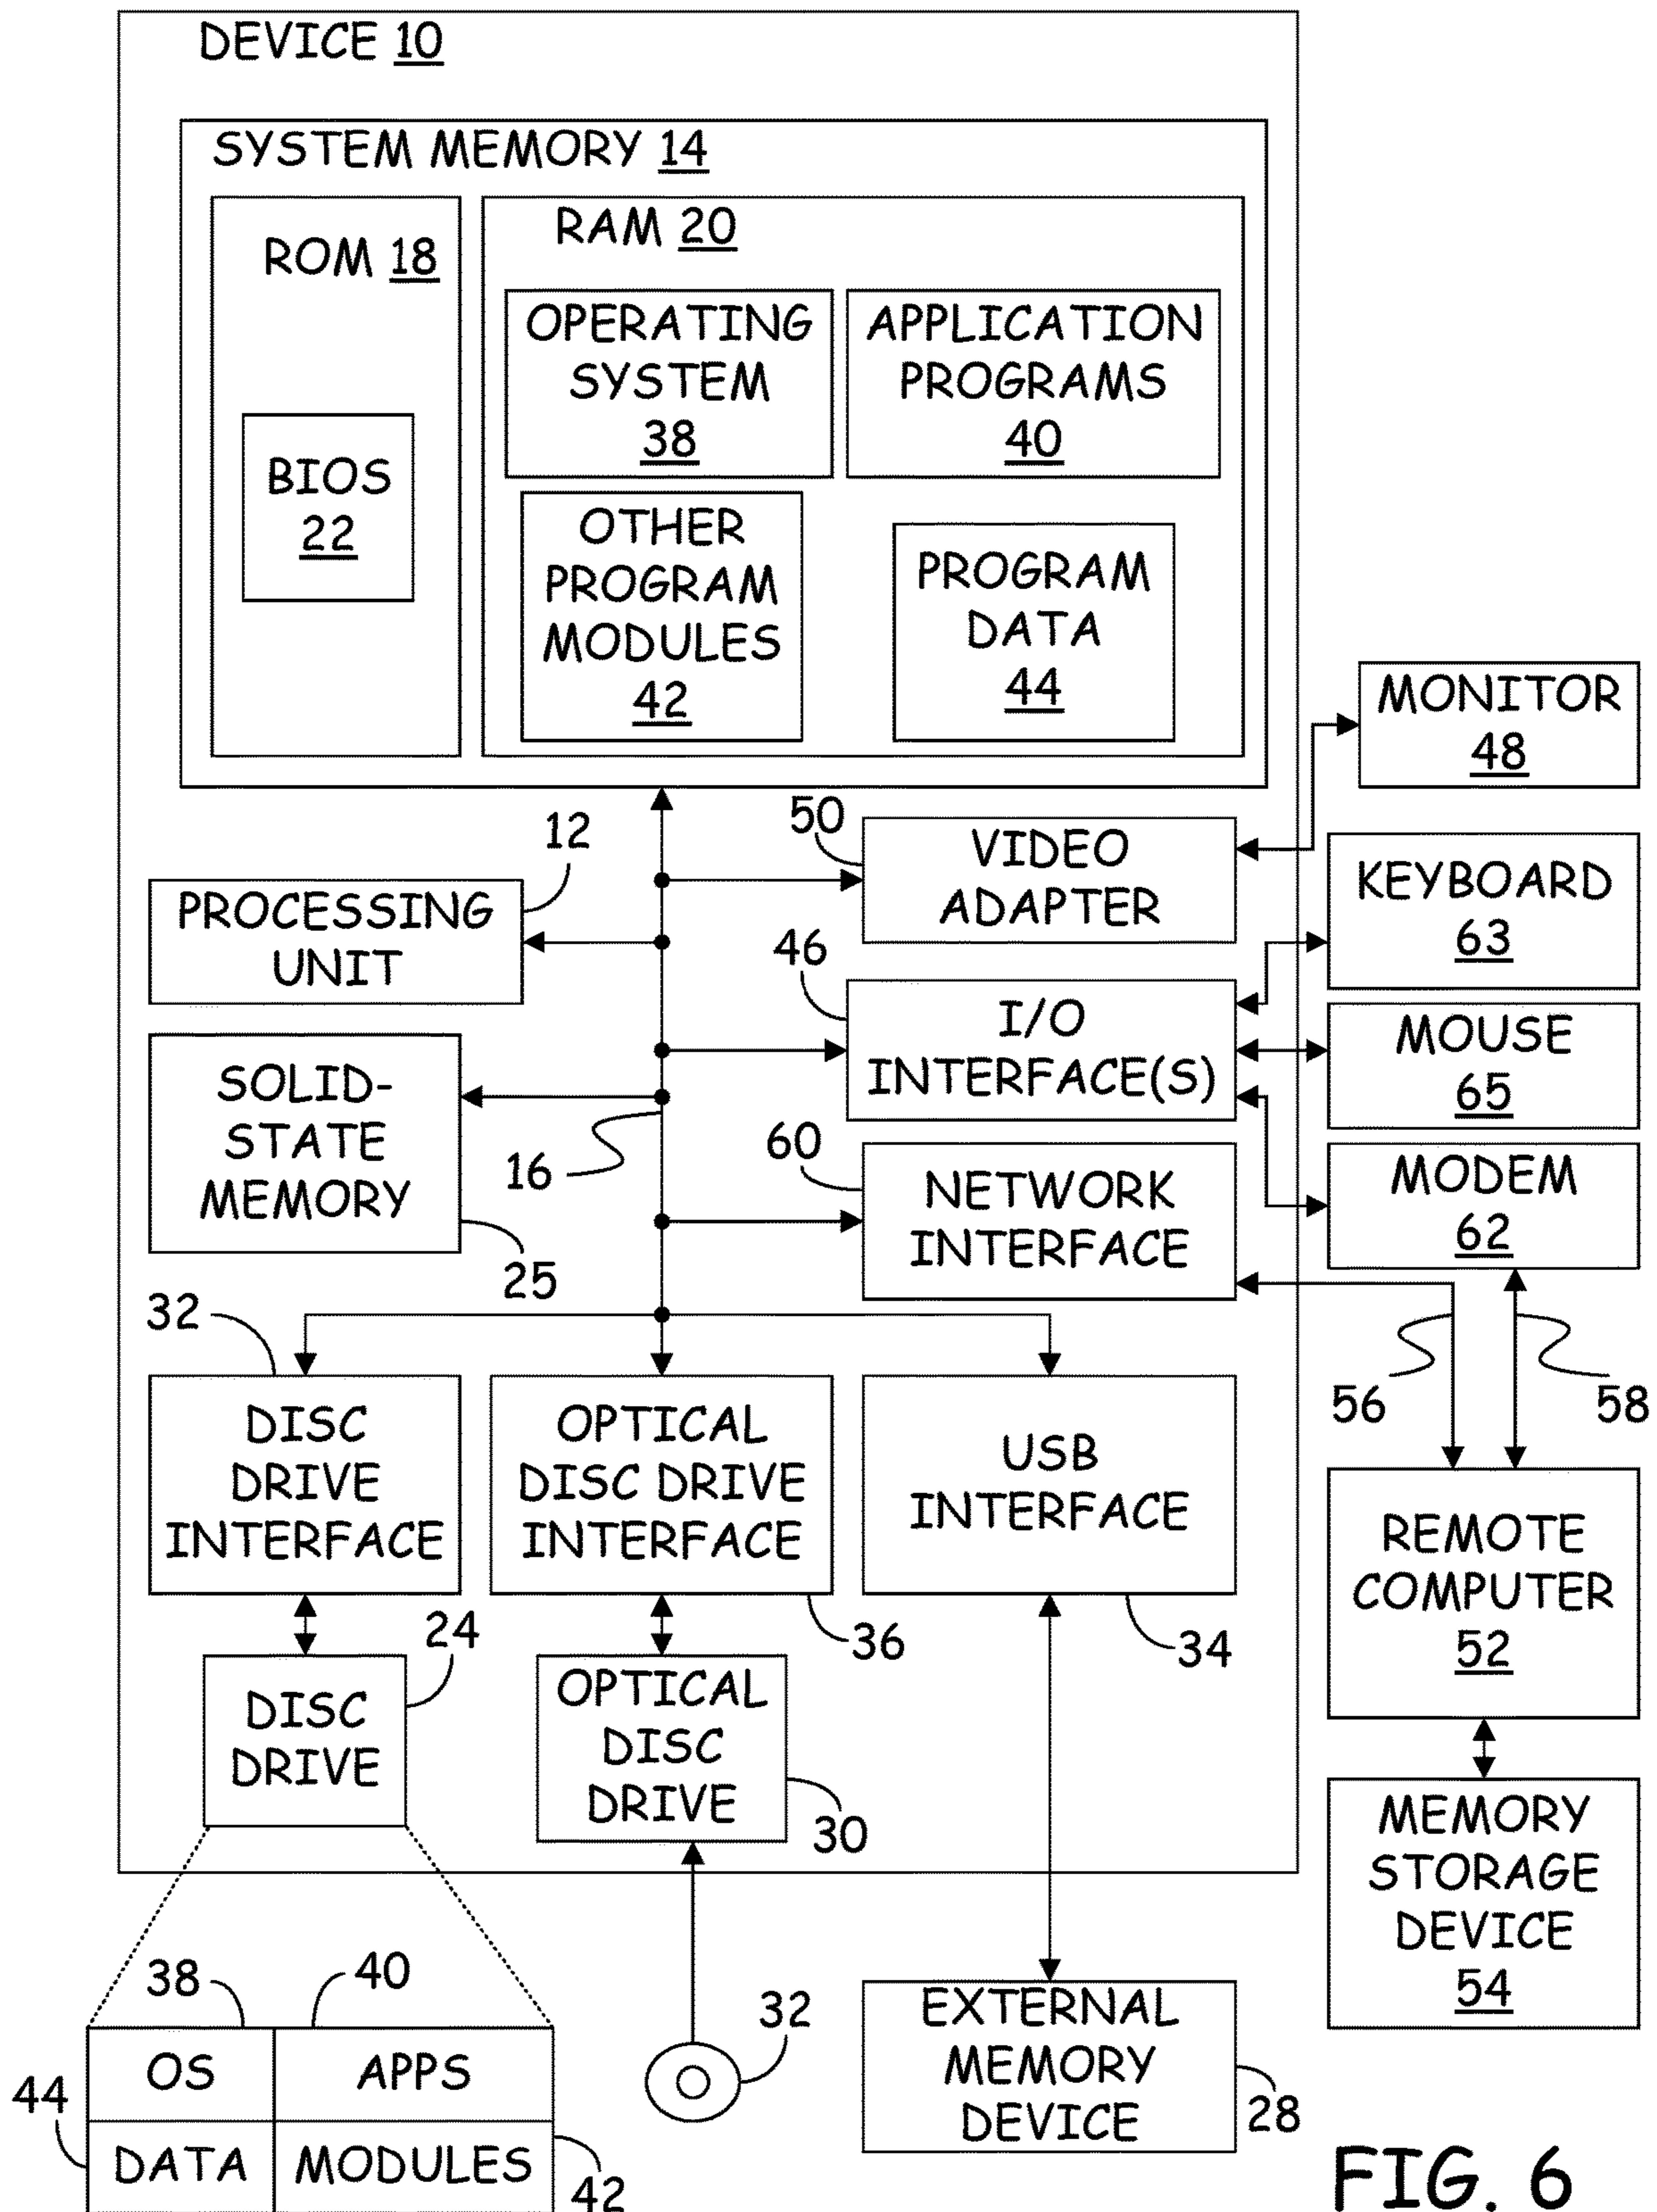 DEVICE 10
SYSTEM MEMORY 14
ROM 18
BIOS
22
RAM 20
OPERATING
SYSTEM
38
APPLICATION
PROGRAMS
40
OTHER
PROGRAM
MODULES
42
PROGRAM
DATA
44
MONITOR
48
12
PROCESSING
UNIT
50
VIDEO
ADAPTER
KEYBOARD
63
46
I/O
INTERFACE(S)
MOUSE
65
SOLID-
STATE
MEMORY
25
16
60
NETWORK
INTERFACE
MODEM
62
56
58
32
DISC
DRIVE
INTERFACE
OPTICAL
DISC DRIVE
INTERFACE
36
USB
INTERFACE
34
REMOTE
COMPUTER
52
24
DISC
DRIVE
OPTICAL
DISC
DRIVE
30
MEMORY
STORAGE
DEVICE
54
38
40
OS
APPS
44
DATA
MODULES
42
32
EXTERNAL
MEMORY
DEVICE
28
FIG. 6